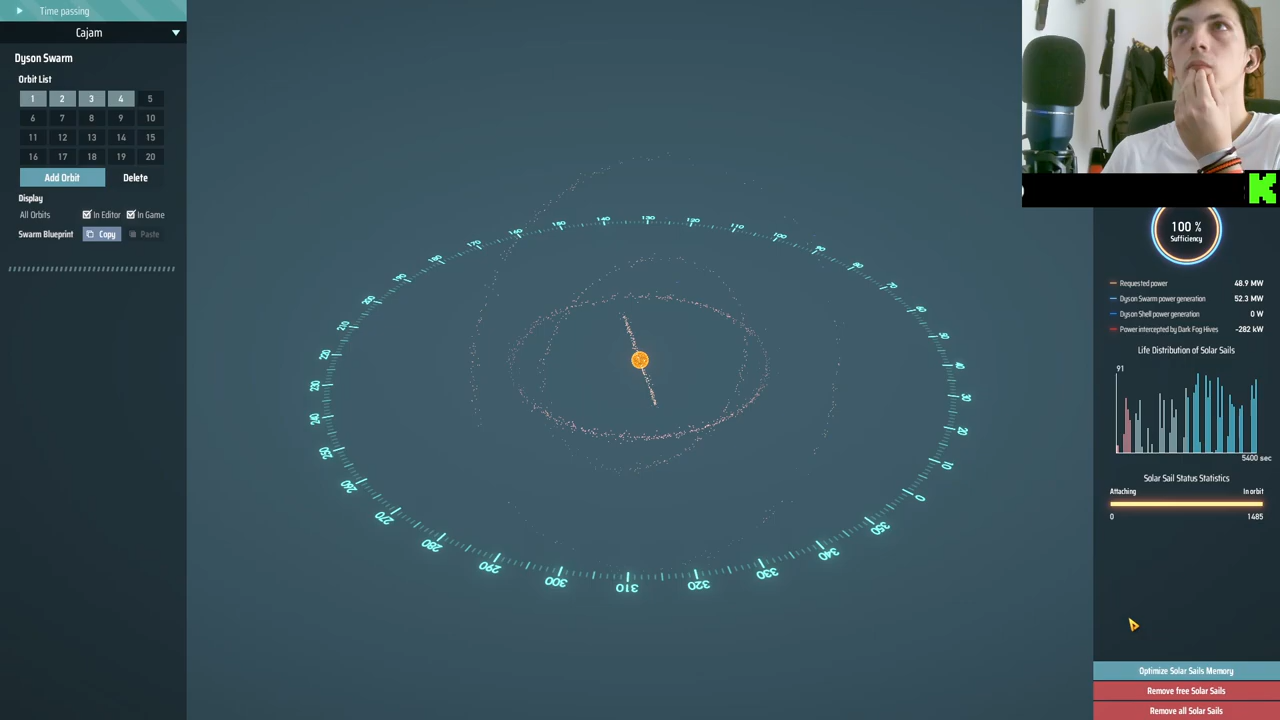 Time passing
Cajam
Dyson Swarm
Orbit List
1 2 3 4 5
6 7 8 9 10
11 12 13 14 15
16 17 18 19 20
Add Orbit Delete
Display
All Orbits In Editor In Game
Swarm Blueprint Copy Paste
100 %
Sufficiency
Requested power 48.9 MW
Dyson Swarm power generation 52.3 MW
Dyson Shell power generation 0 W
Power intercepted by Dark Fog Hives -282 kW
Life Distribution of Solar Sails
91
5400 sec
Solar Sail Status Statistics
Attaching In orbit
0 1485
Optimize Solar Sails Memory
Remove free Solar Sails
Remove all Solar Sails
K
0
10
20
30
40
280
290
300
310
320
330
340
350